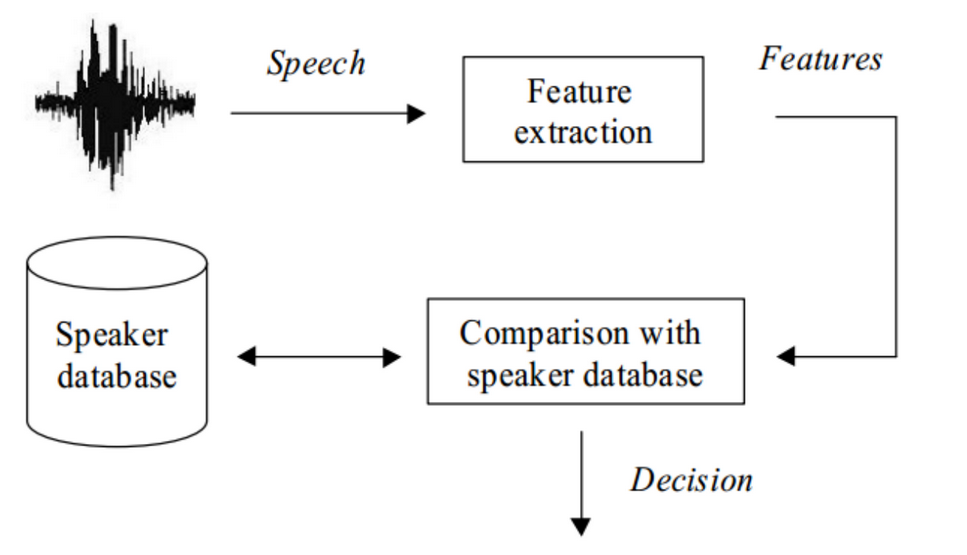 Speech
Feature
extraction
Features
Speaker
database
Comparison with
speaker database
Decision